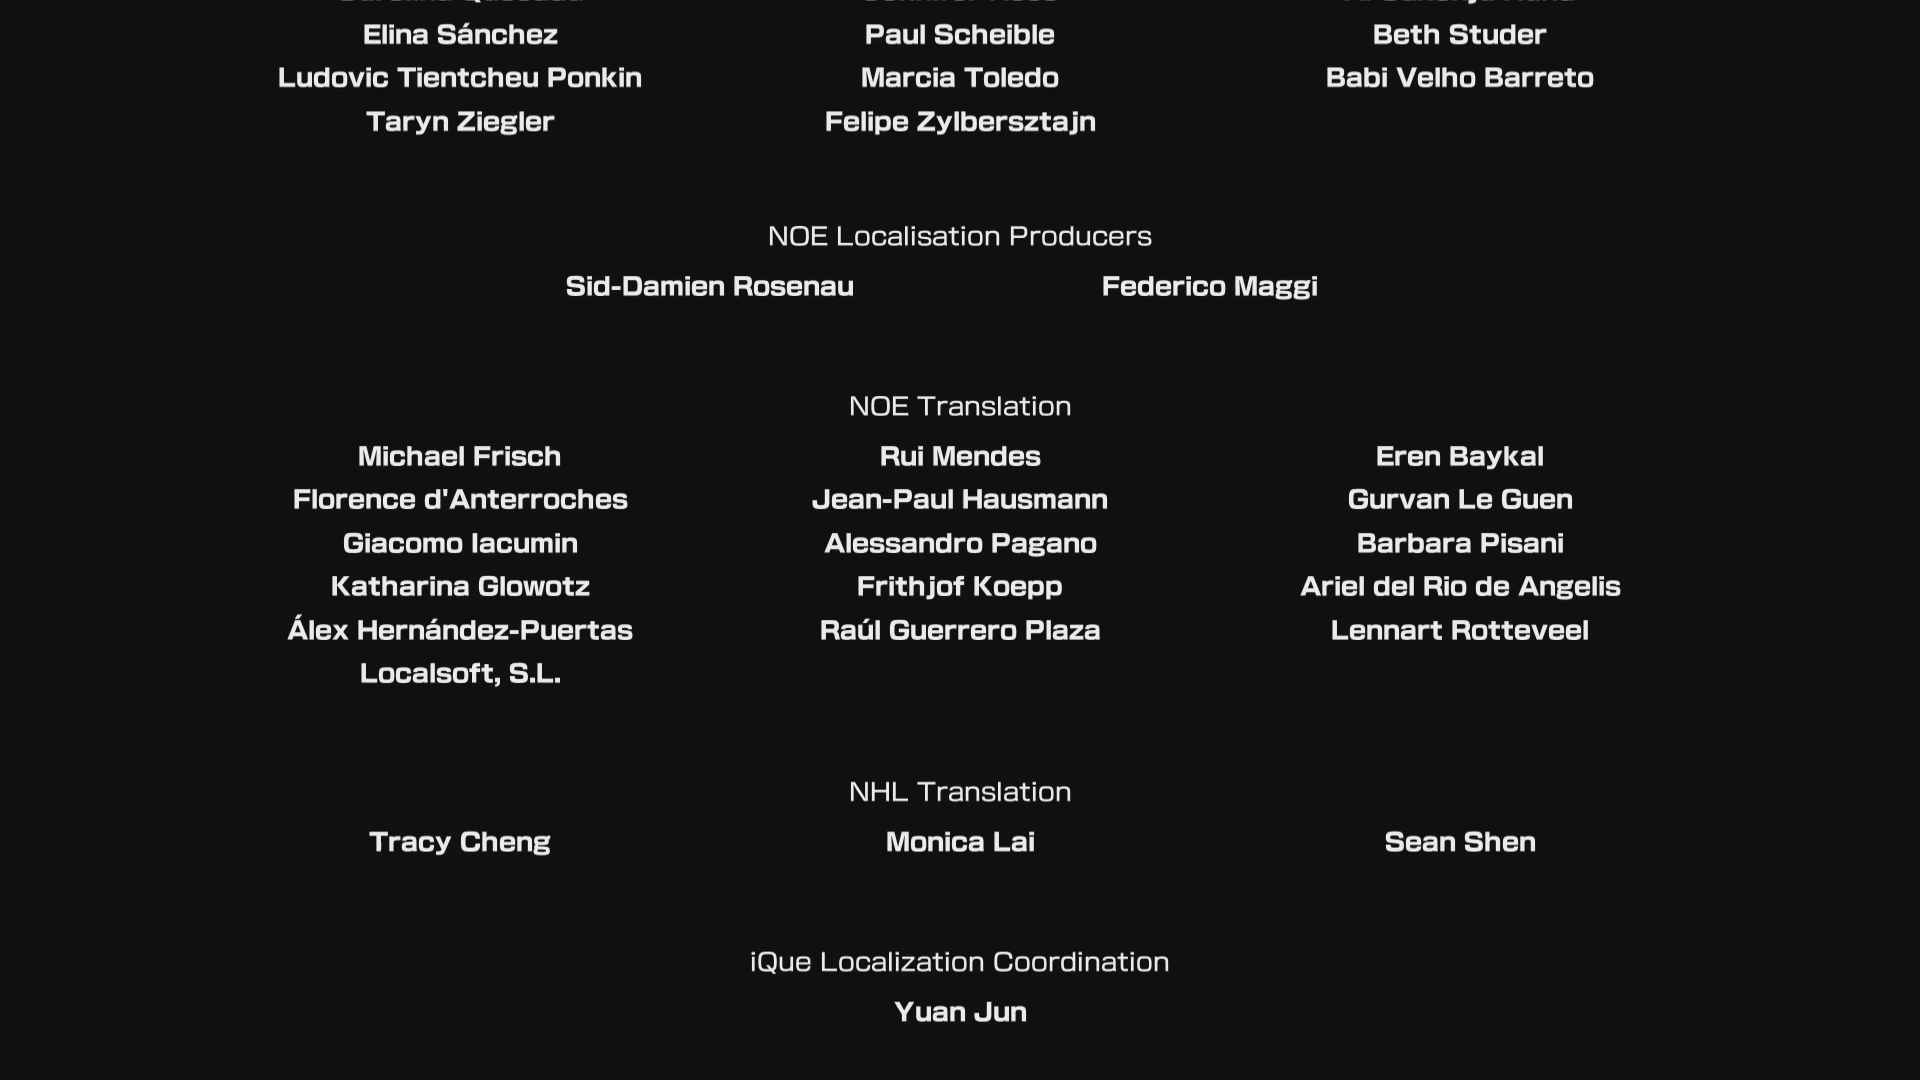 Elina Sánchez Paul Scheible Beth Studer
Ludovic Tientcheu Ponkin Marcia Toledo Babi Velho Barreto
Taryn Ziegler Felipe Zylbersztajn
NOE Localisation Producers
Sid-Damien Rosenau Federico Maggi
NOE Translation
Michael Frisch Rui Mendes Eren Baykal
Florence d'Anterroches Jean-Paul Hausmann Gurvan Le Guen
Giacomo Iacumin Alessandro Pagano Barbara Pisani
Katharina Glowotz Frithjof Koepp Ariel del Rio de Angelis
Álex Hernández-Puertas Raúl Guerrero Plaza Lennart Rotteveel
Localsoft, S.L.
NHL Translation
Tracy Cheng Monica Lai Sean Shen
iQue Localization Coordination
Yuan Jun